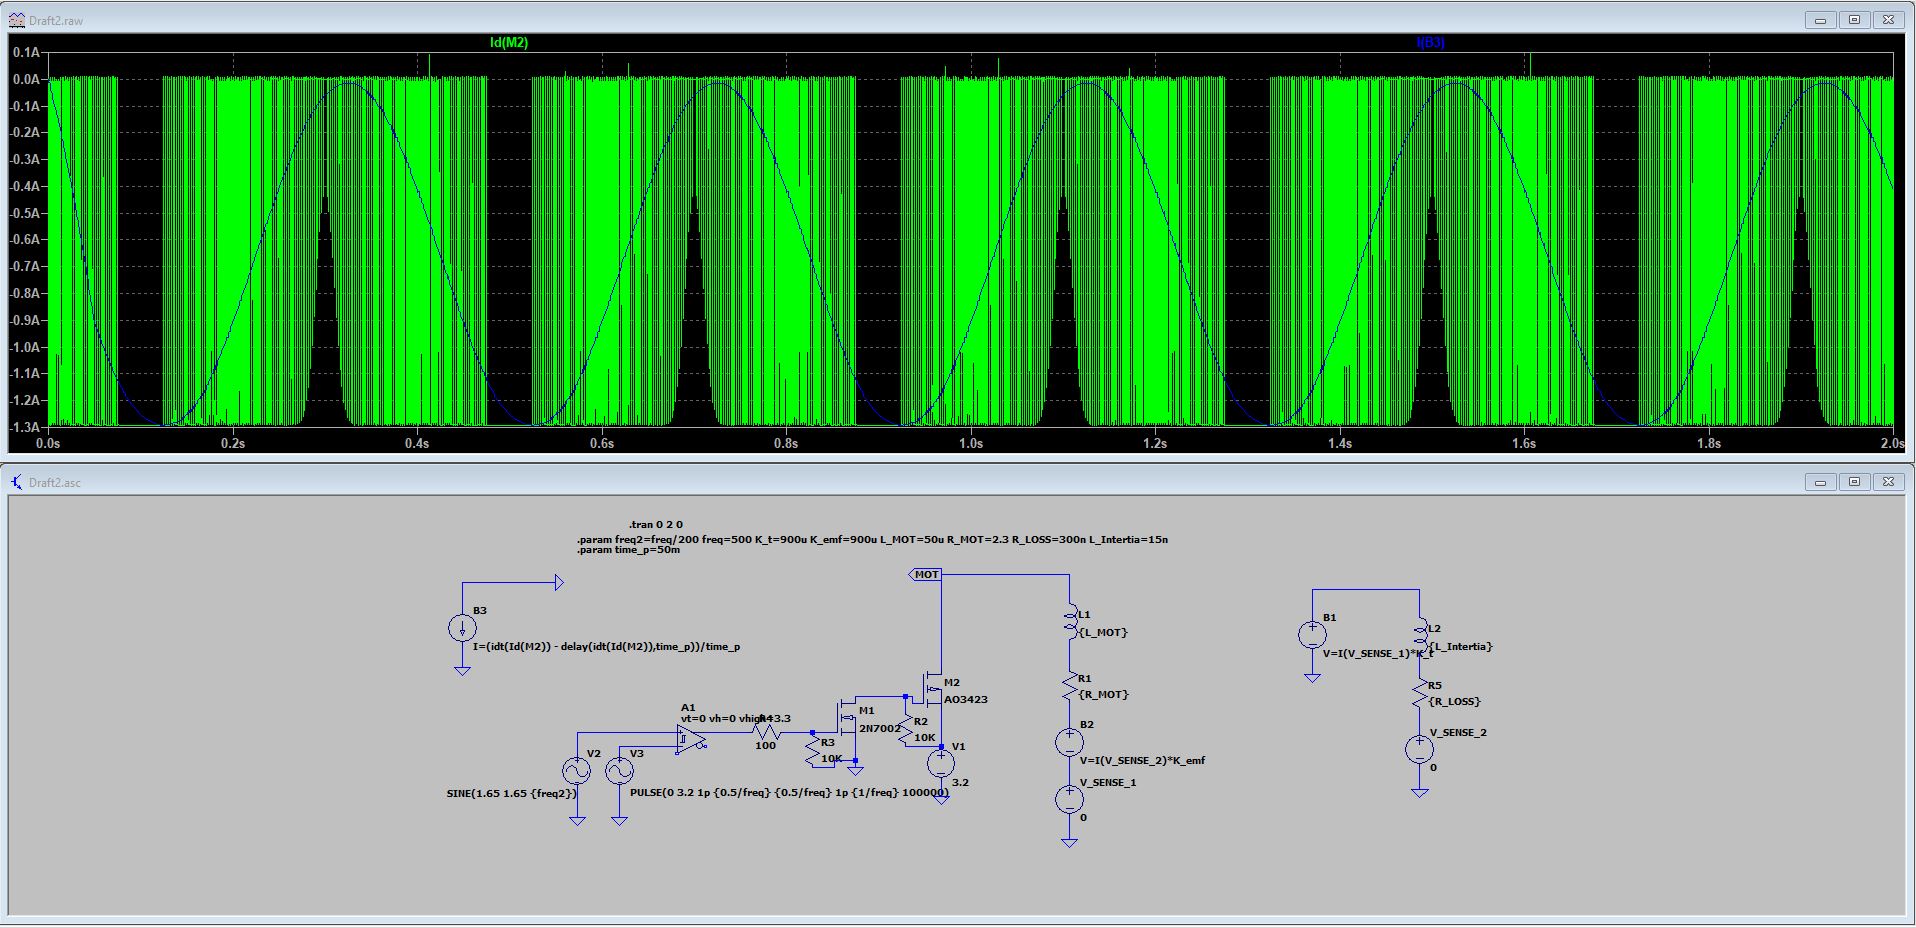 Draft2.raw
Id(M2)
I(B3)
0.1A
0.0A
-0.1A
-0.2A
-0.3A
-0.4A
-0.5A
-0.6A
-0.7A
-0.8A
-0.9A
-1.0A
-1.1A
-1.2A
-1.3A
0.0s 0.2s 0.4s 0.6s 0.8s 1.0s 1.2s 1.4s 1.6s 1.8s 2.0s
Draft2.asc
.tran 0 2 0
.param freq2=freq/200 freq=500 K_t=900u K_emf=900u L_MOT=50u R_MOT=2.3 R_LOSS=300n L_Intertia=15n
.param time_p=50m
B3
I=(idt(Id(M2)) - delay(idt(Id(M2)),time_p))/time_p
MOT
L1
{L_MOT}
R1
{R_MOT}
B2
V=I(V_SENSE_2)*K_emf
V_SENSE_1
0
B1
V=I(V_SENSE_1)*K_t
L2
{L_Intertia}
R5
{R_LOSS}
V_SENSE_2
0
M2
AO3423
M1
2N7002
R2
10K
V1
3.2
A1
vt=0 vh=0 vhigh=3.3
100
R3
10K
V2
SINE(1.65 1.65 {freq2})
V3
PULSE(0 3.2 1p {0.5/freq} {0.5/freq} 1p {1/freq} 100000)